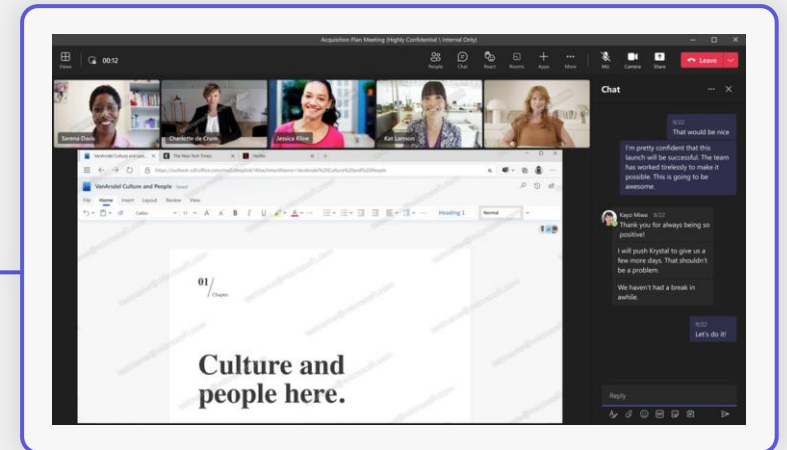 Acquisition Plan Meeting (Highly Confidential \ Internal Only)
Views
00:12
People
Chat
React
Rooms
Apps
More
Mic
Camera
Share
Leave
Serena Davis
Charlotte de Crum
Jessica Kline
Kat Larsson
The New York Times
Netflix
VanArsdel Culture and People - Saved
File Home Insert Layout Review View
Calibri
11
Heading 1
Normal
01/
Chapter
Culture and
people here.
Chat
9/22
That would be nice
I'm pretty confident that this
launch will be successful. The team
has worked tirelessly to make it
possible. This is going to be
awesome.
Kayo Miwa 9/22
Thank you for always being so
positive!
I will push Krystal to give us a
few more days. That shouldn't
be a problem.
We haven't had a break in
awhile.
9/22
Let's do it!
Reply